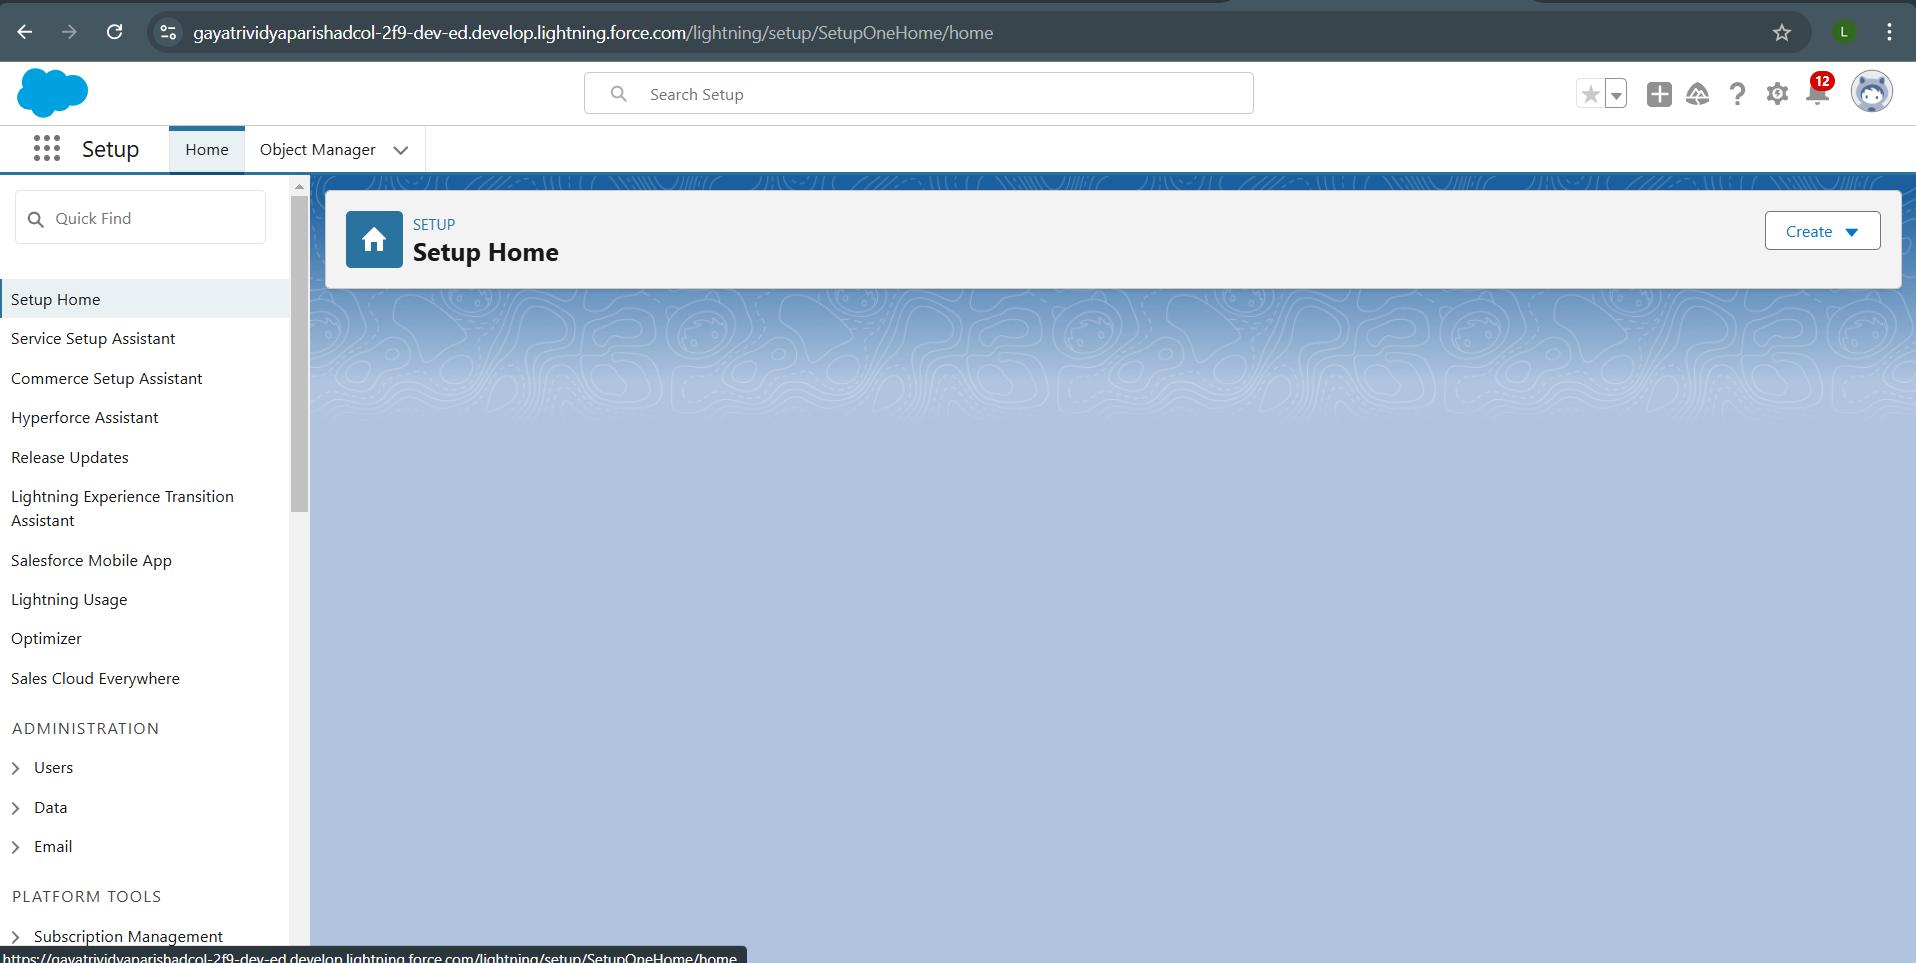 gayatrividyaparishadcol-2f9-dev-ed.develop.lightning.force.com/lightning/setup/SetupOneHome/home
L
Search Setup
12
Setup
Home
Object Manager
Quick Find
SETUP
Setup Home
Create
Setup Home
Service Setup Assistant
Commerce Setup Assistant
Hyperforce Assistant
Release Updates
Lightning Experience Transition
Assistant
Salesforce Mobile App
Lightning Usage
Optimizer
Sales Cloud Everywhere
ADMINISTRATION
Users
Data
Email
PLATFORM TOOLS
Subscription Management
https://gayatrividyaparishadcol-2f9-dev-ed.develop.lightning.force.com/lightning/setup/SetupOneHome/home